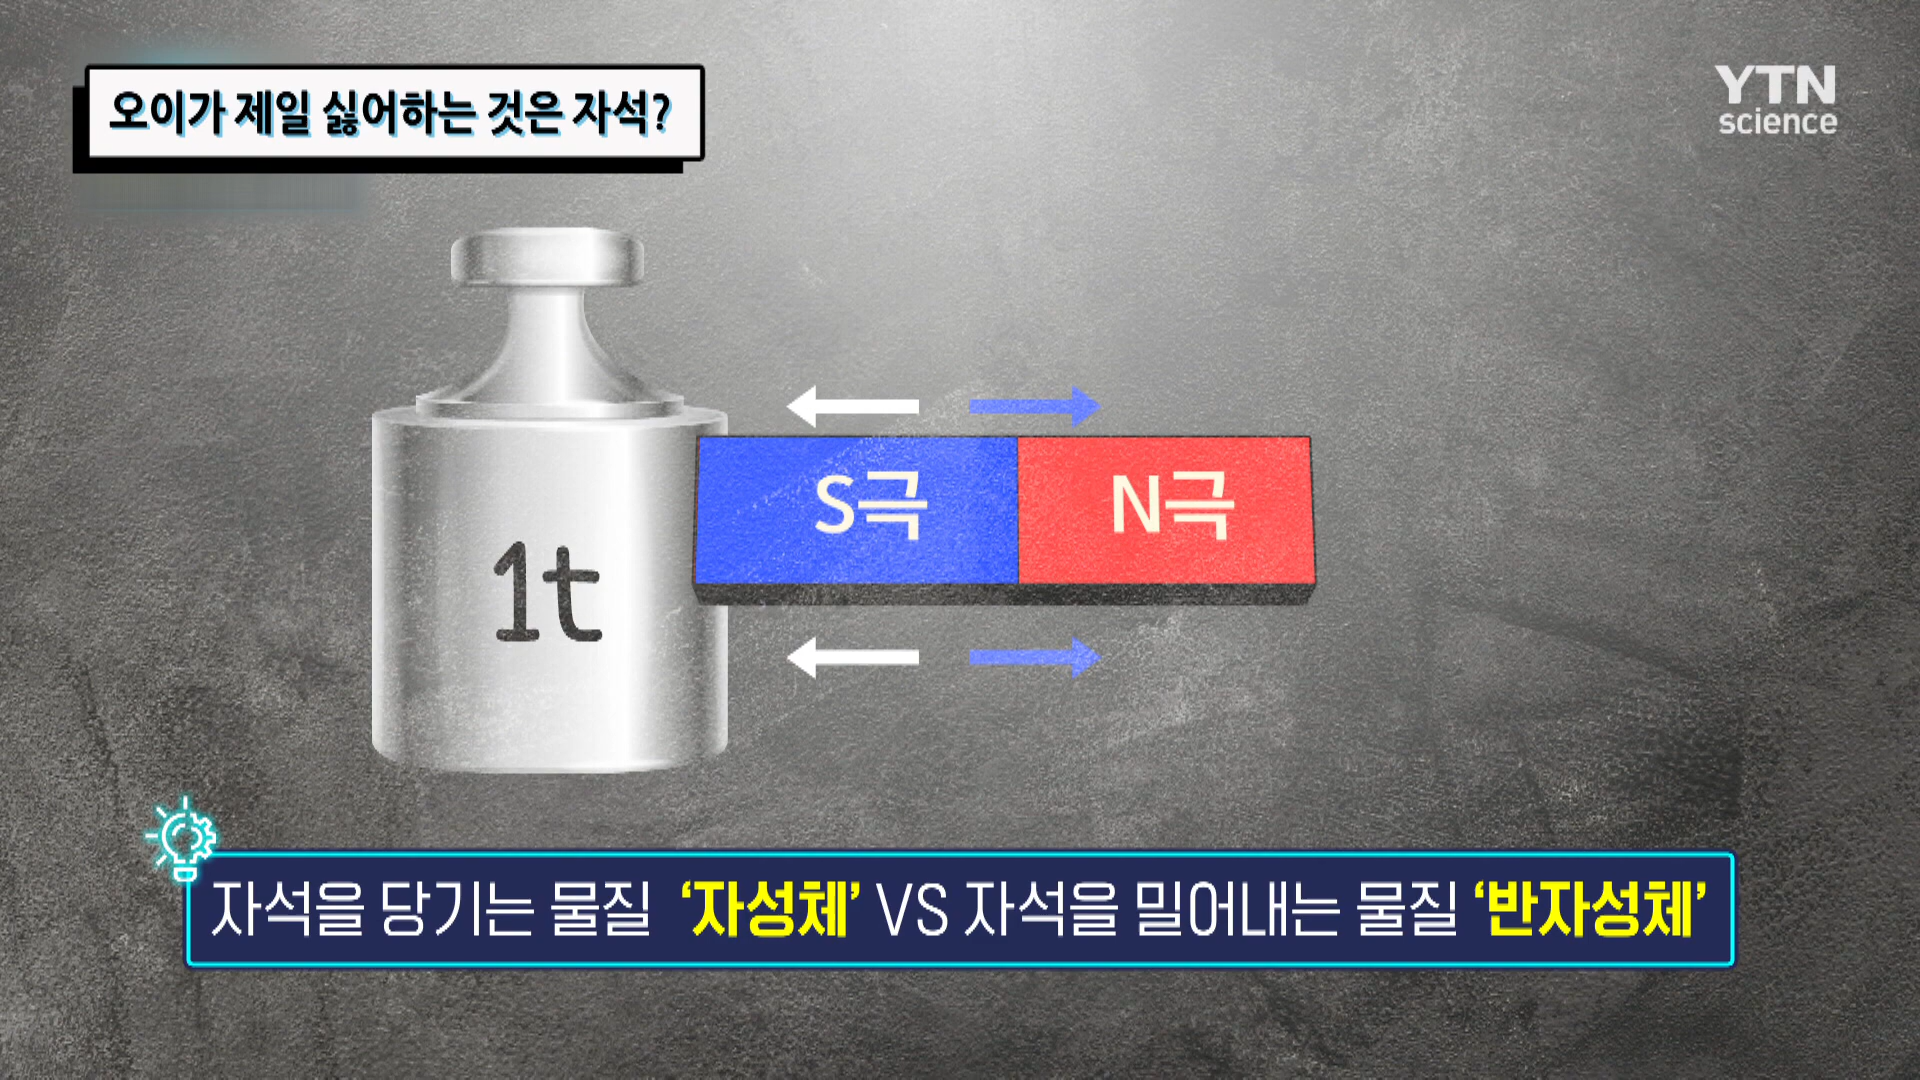 오이가 제일 싫어하는 것은 자석?
YTN
science
S극
N극
1t
자석을 당기는 물질 ‘자성체’ VS 자석을 밀어내는 물질 ‘반자성체’